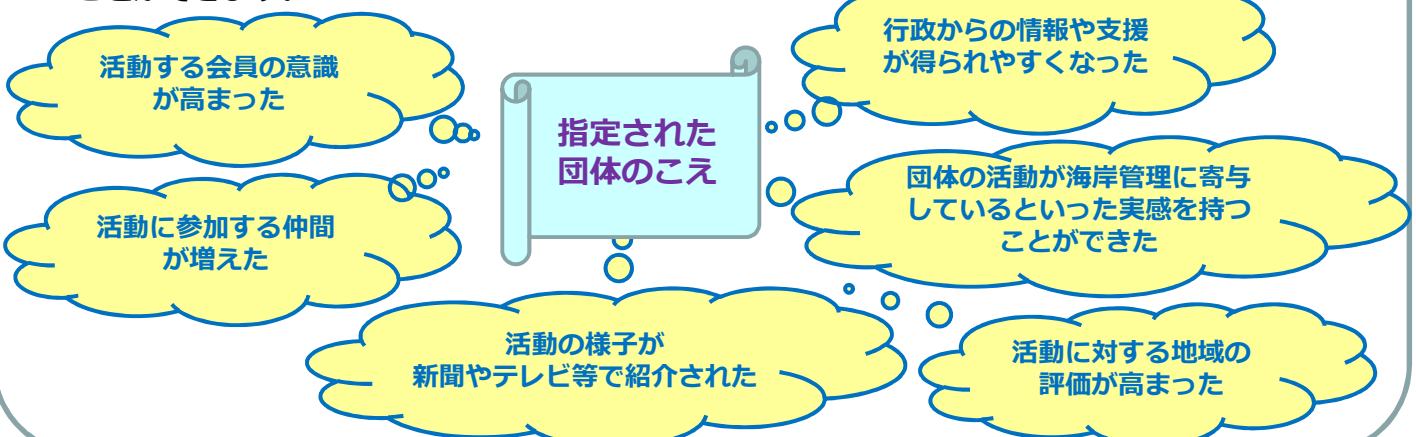 活動する会員の意識
が高まった
行政からの情報や支援
が得られやすくなった
指定された
団体のこえ
団体の活動が海岸管理に寄与
しているといった実感を持つ
ことができた
活動に参加する仲間
が増えた
活動の様子が
新聞やテレビ等で紹介された
活動に対する地域の
評価が高まった